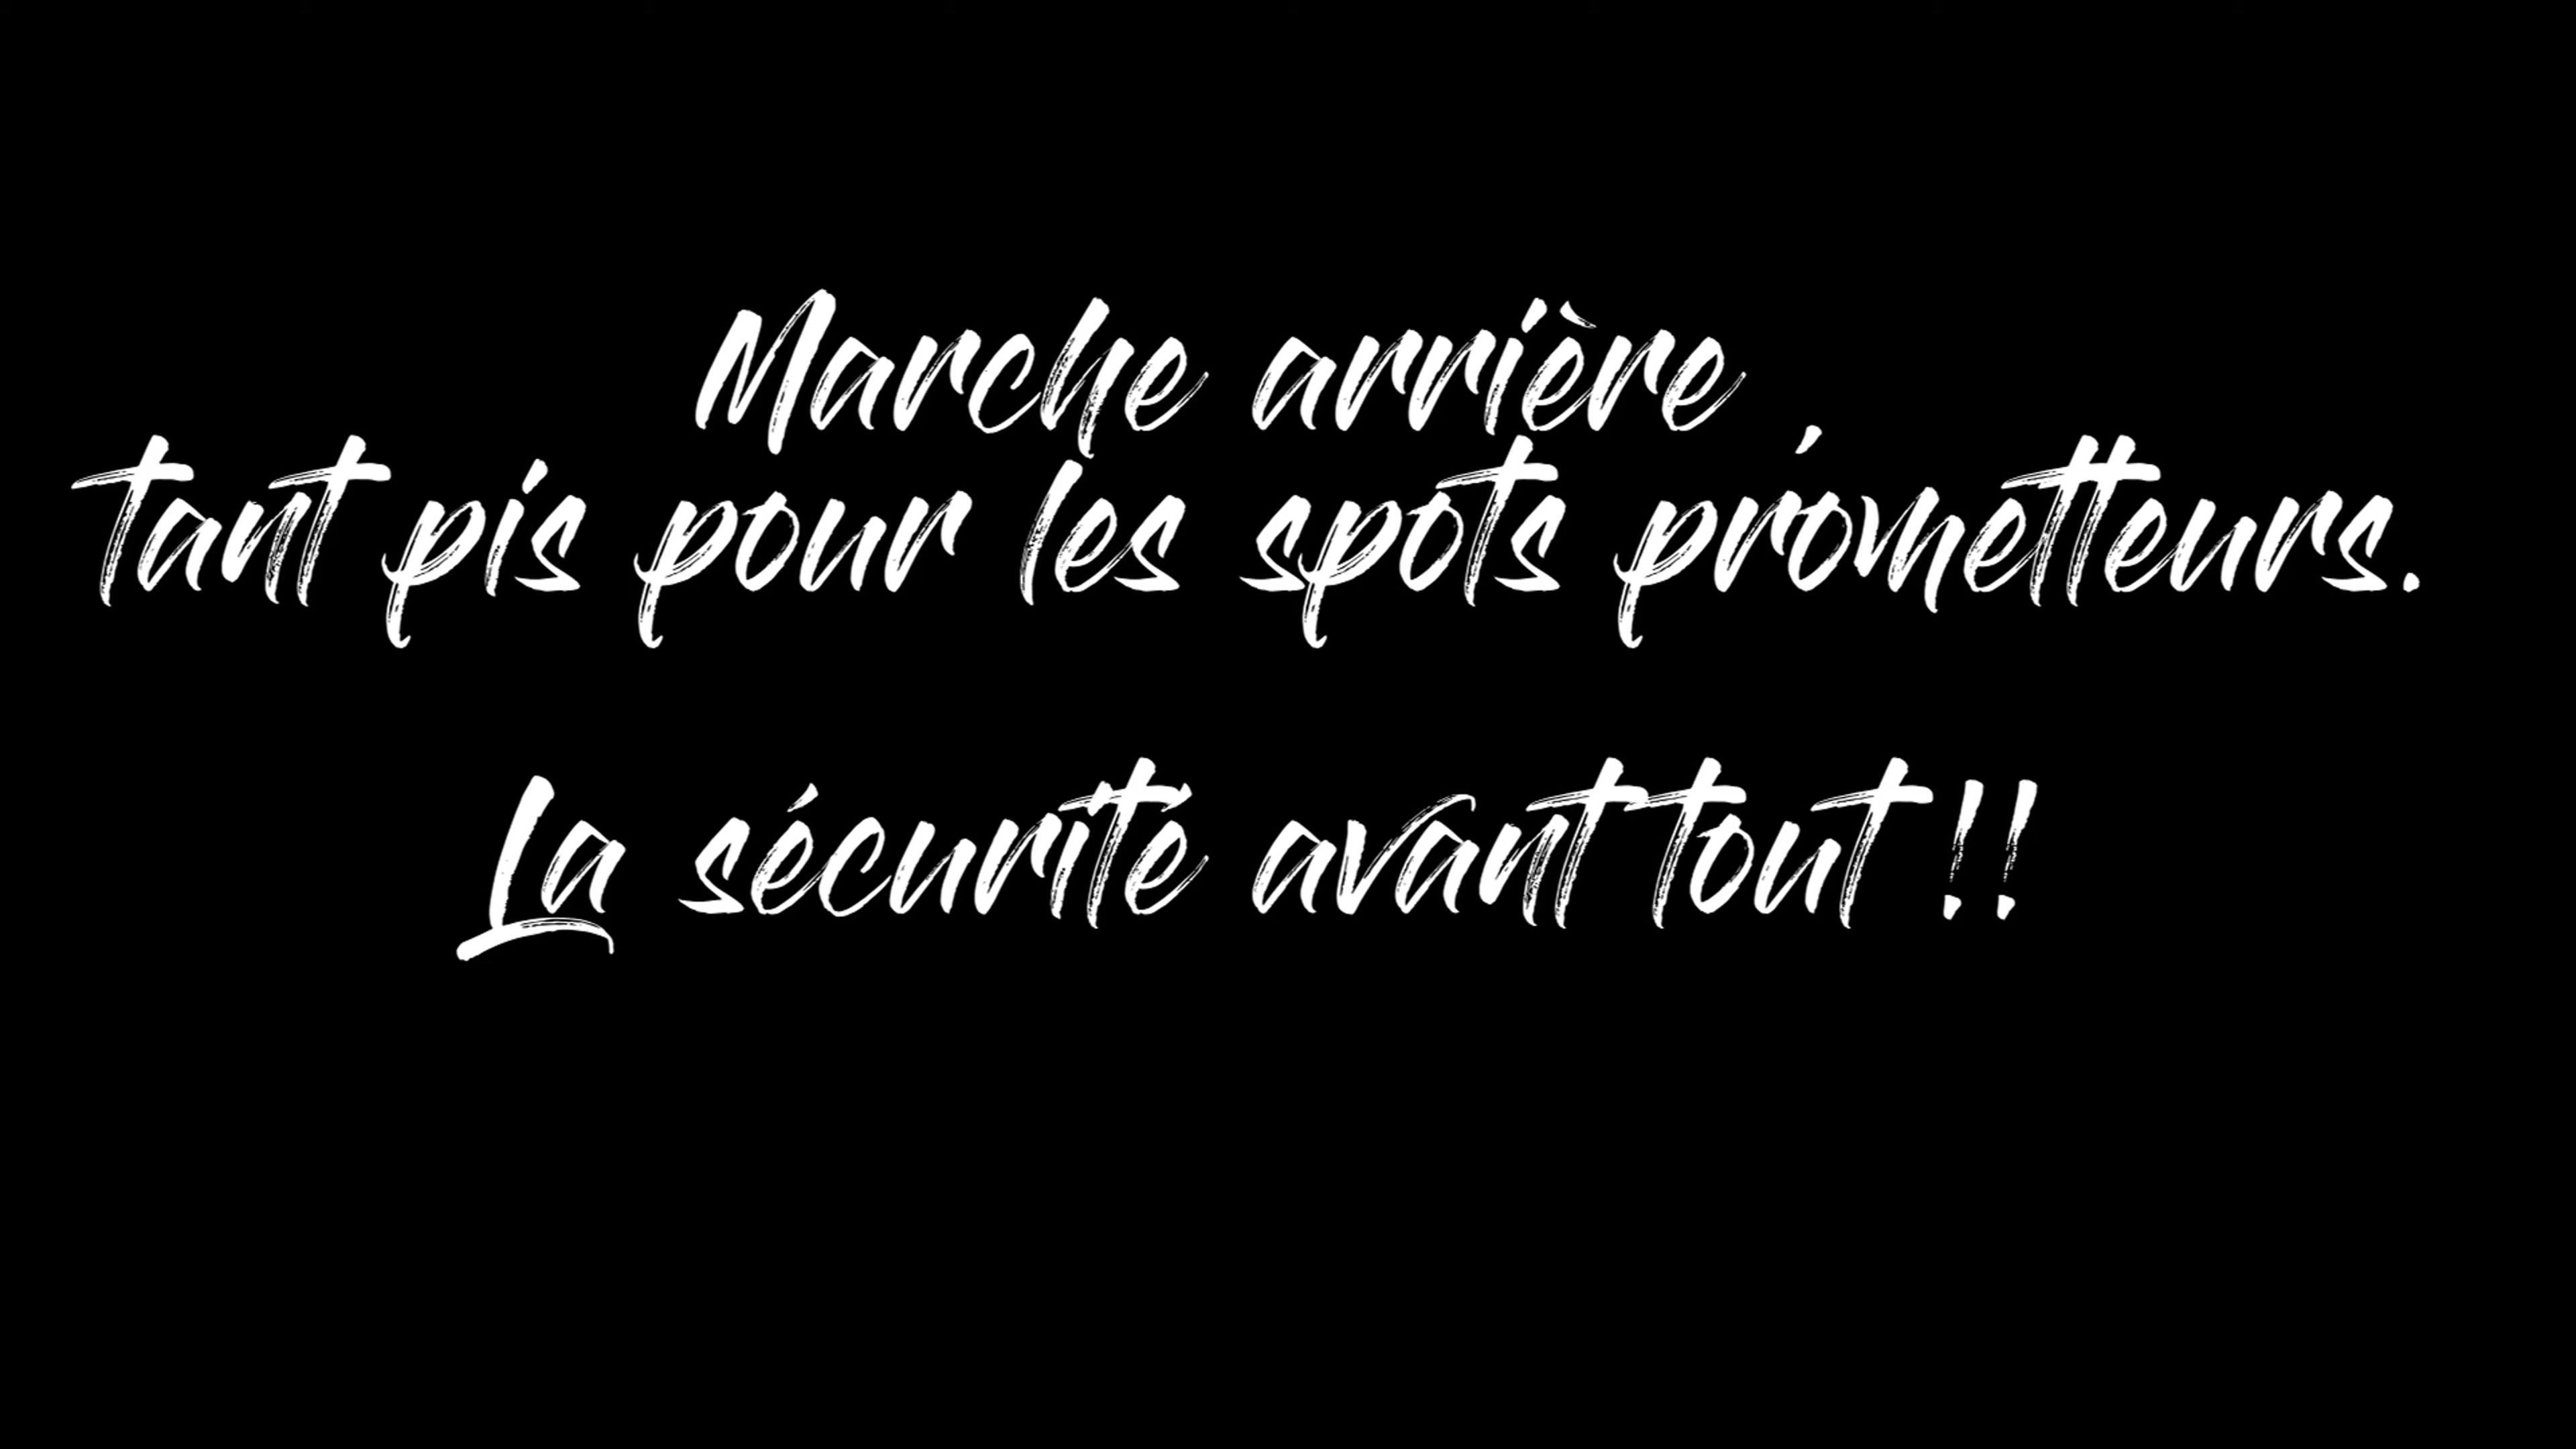 Marche arrière ,
tant pis pour les spots prometteurs.
La sécurité avant tout !!